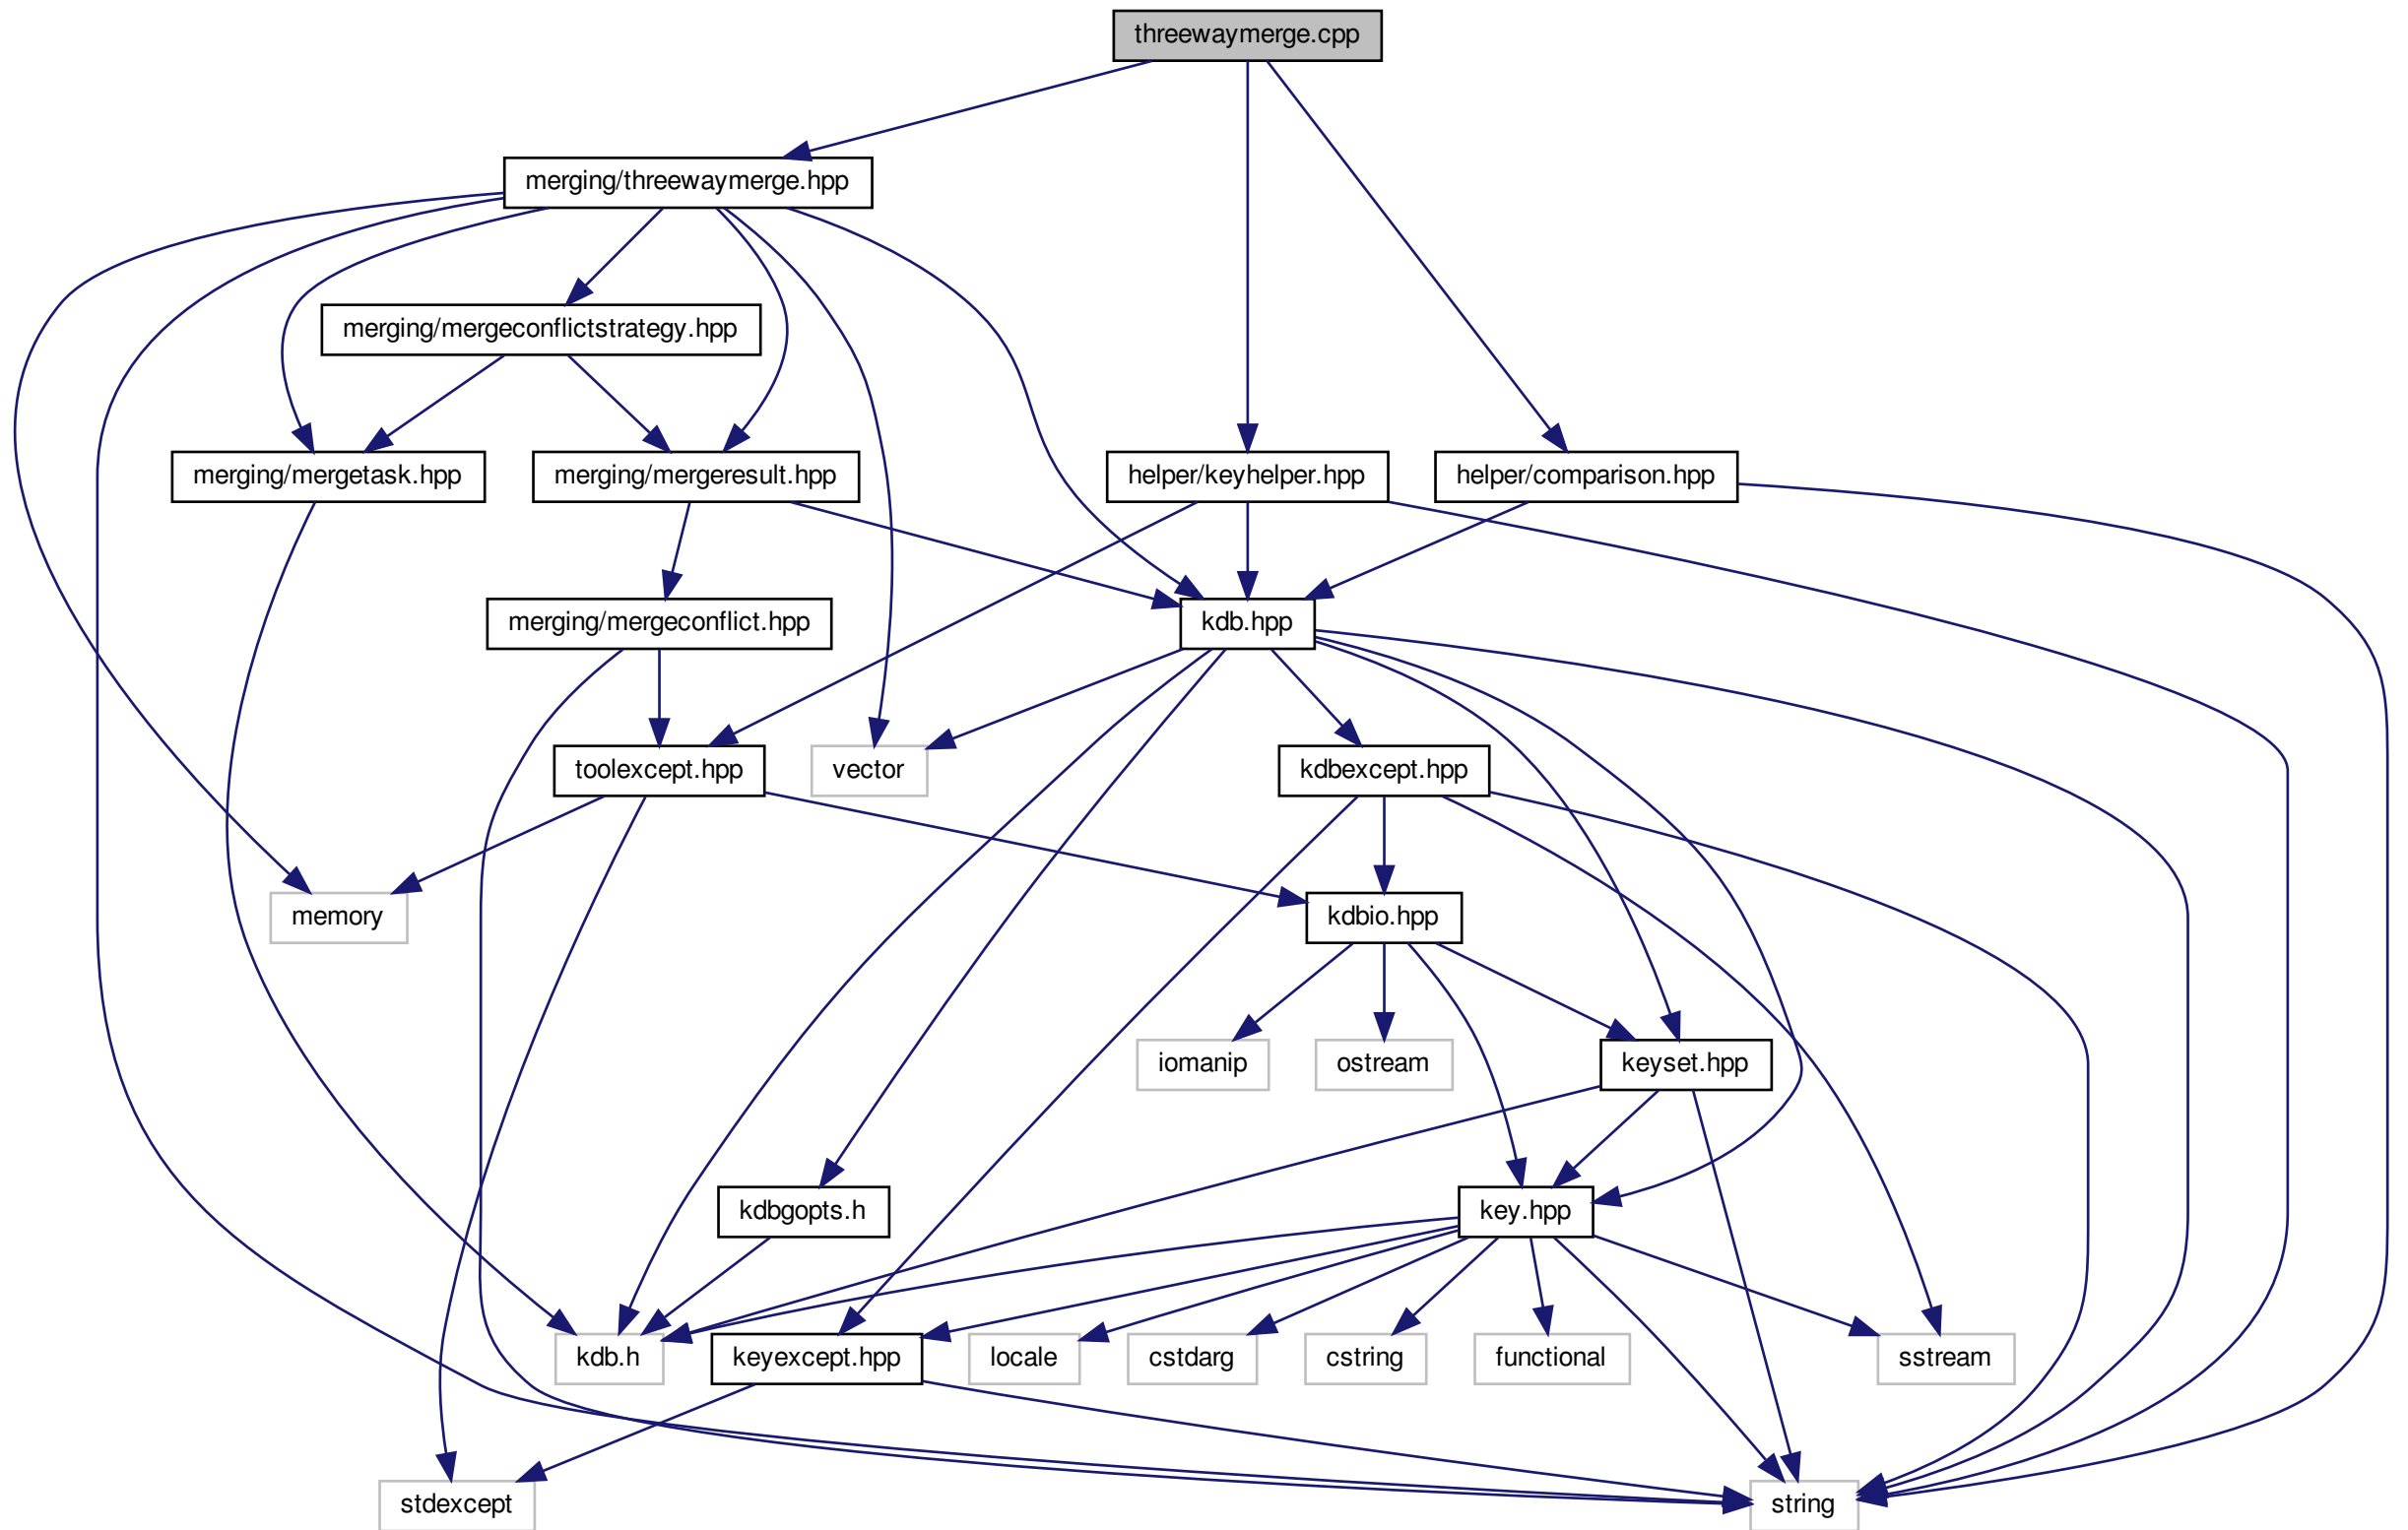 threewaymerge.cpp
merging/threewaymerge.hpp
merging/mergeconflictstrategy.hpp
merging/mergetask.hpp
merging/mergeresult.hpp
helper/keyhelper.hpp
helper/comparison.hpp
merging/mergeconflict.hpp
kdb.hpp
toolexcept.hpp
vector
kdbexcept.hpp
memory
kdbio.hpp
iomanip
ostream
keyset.hpp
kdbgopts.h
key.hpp
kdb.h
keyexcept.hpp
locale
cstdarg
cstring
functional
sstream
stdexcept
string